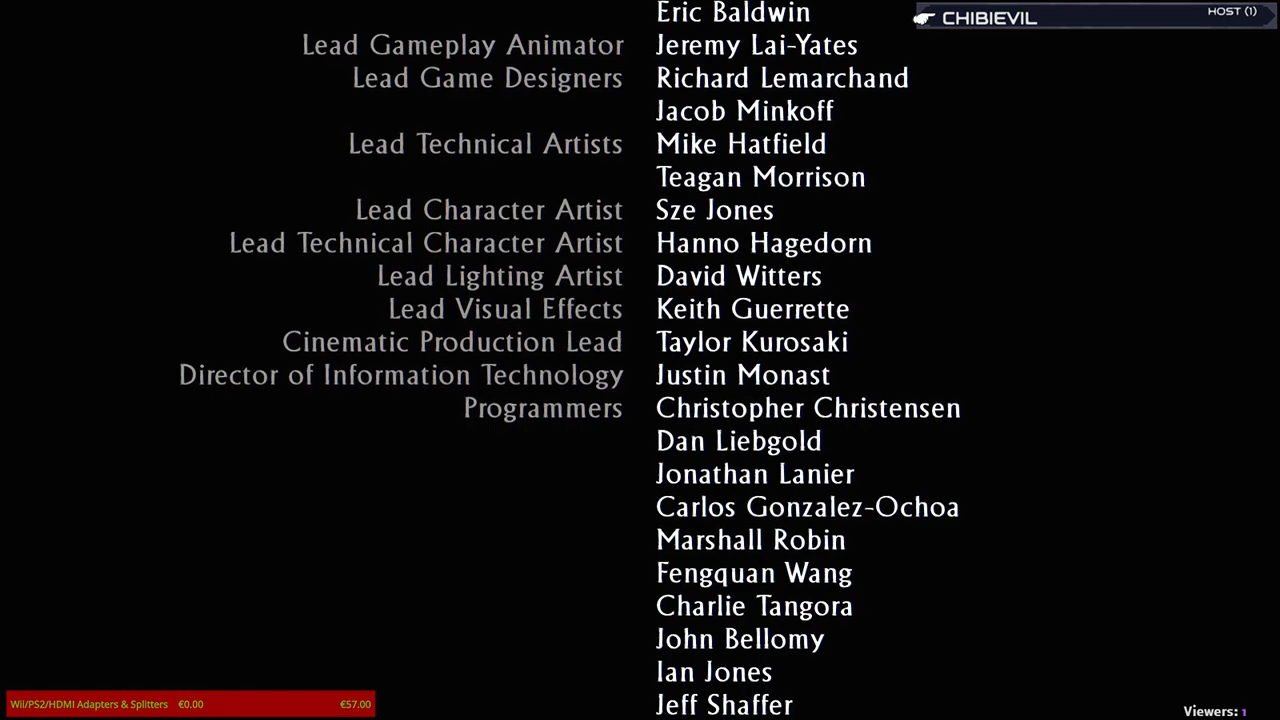 Eric Baldwin
CHIBIEVIL HOST (1)
Lead Gameplay Animator Jeremy Lai-Yates
Lead Game Designers Richard Lemarchand
Jacob Minkoff
Lead Technical Artists Mike Hatfield
Teagan Morrison
Lead Character Artist Sze Jones
Lead Technical Character Artist Hanno Hagedorn
Lead Lighting Artist David Witters
Lead Visual Effects Keith Guerrette
Cinematic Production Lead Taylor Kurosaki
Director of Information Technology Justin Monast
Programmers Christopher Christensen
Dan Liebgold
Jonathan Lanier
Carlos Gonzalez-Ochoa
Marshall Robin
Fengquan Wang
Charlie Tangora
John Bellomy
Ian Jones
Jeff Shaffer
Wii/PS2/HDMI Adapters & Splitters €0.00 €57.00
Viewers: 1